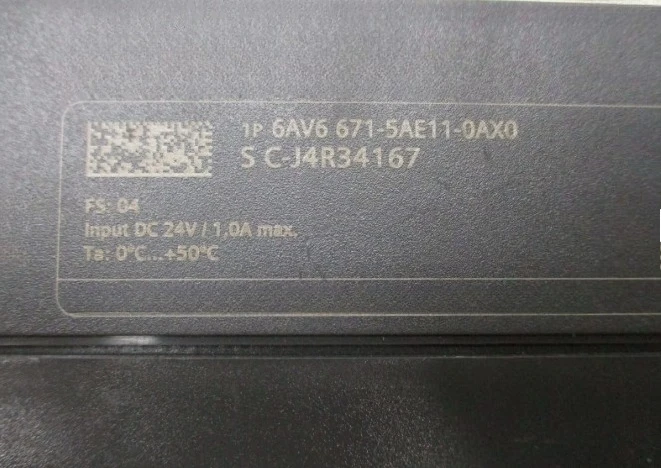 1P 6AV6 671-5AE11-0AX0
S C-J4R34167
FS: 04
Input DC 24V / 1,0A max.
Ta: 0°C...+50°C